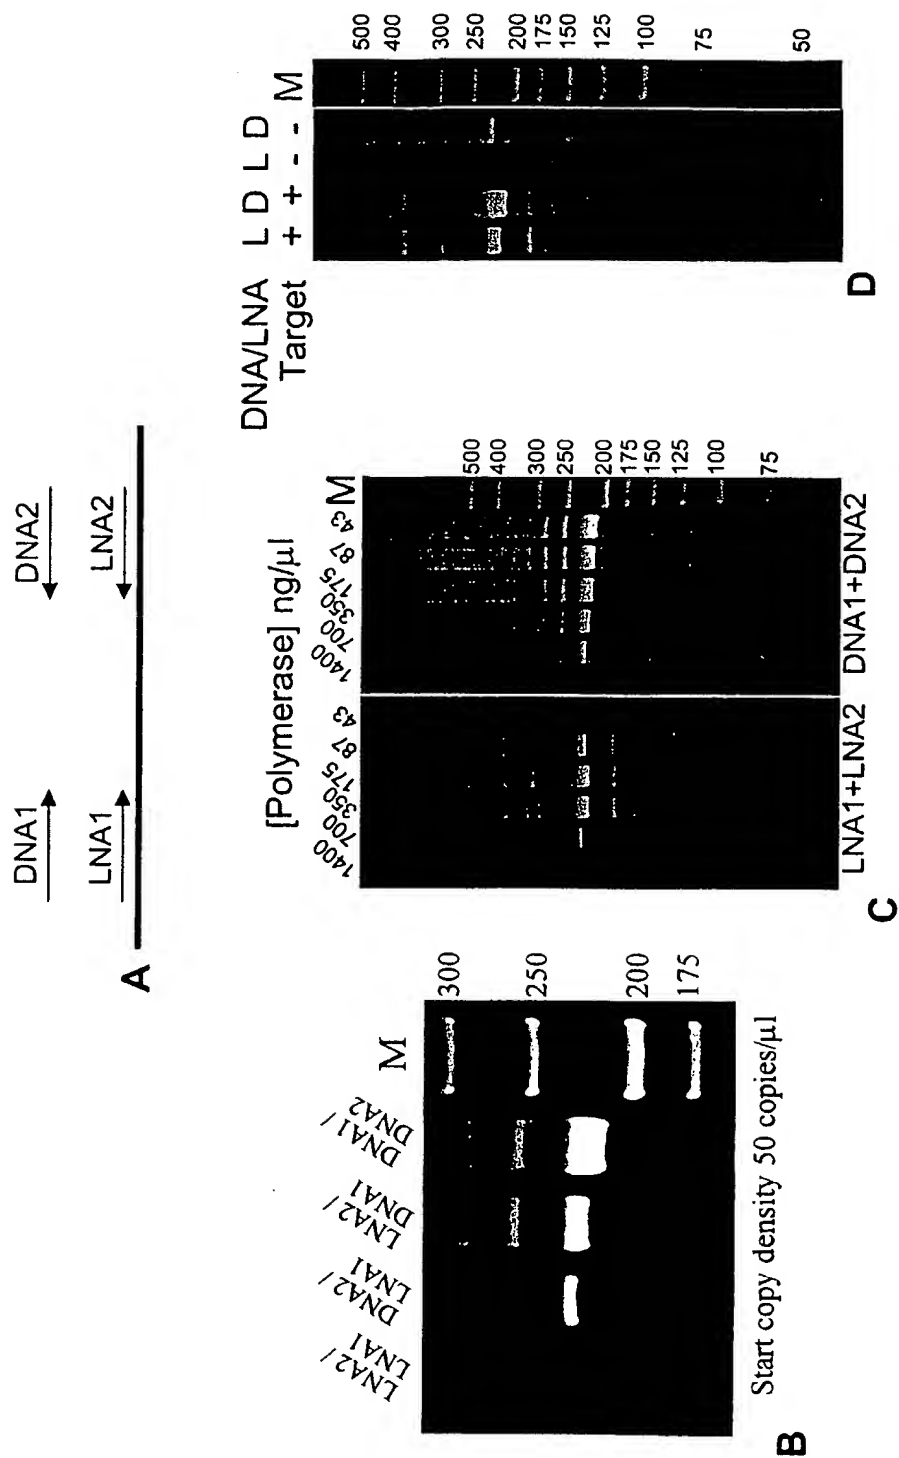 A
DNA1 DNA2
LNA1 LNA2
B
LNA2 / LNA1
DNA2 / LNA1
LNA2 / DNA1
DNA1 / DNA2
M
300
250
200
175
Start copy density 50 copies/µl
C
[Polymerase] ng/µl
1400 700 350 175 87 43 1400 700 350 175 87 43 M
500
400
300
250
200
175
150
125
100
75
LNA1+LNA2 DNA1+DNA2
D
DNA/LNA L D L D M
Target + + - -
500
400
300
250
200
175
150
125
100
75
50